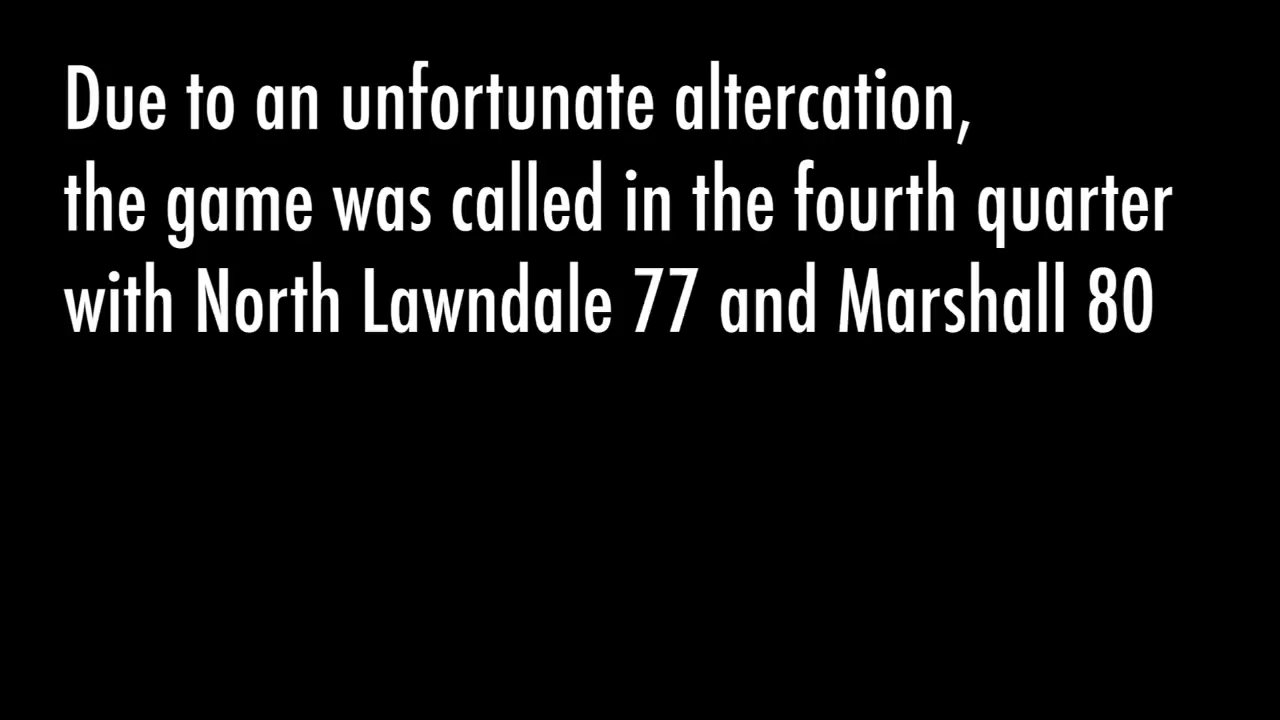 Due to an unfortunate altercation,
the game was called in the fourth quarter
with North Lawndale 77 and Marshall 80